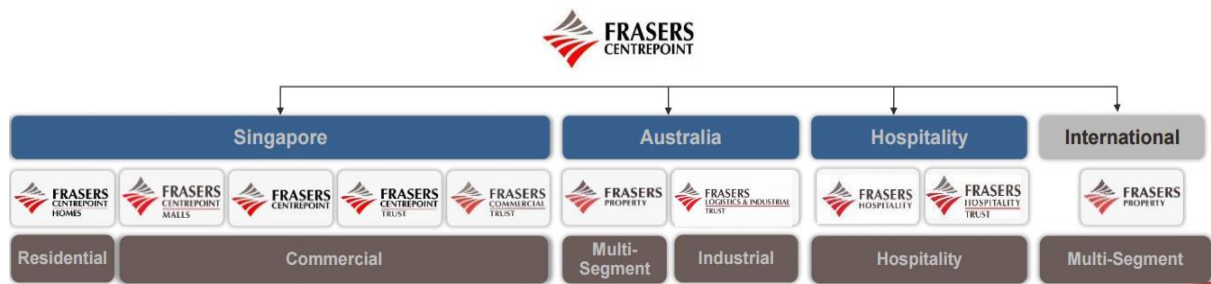 FRASERS
CENTREPOINT
Singapore
Australia
Hospitality
International
FRASERS
CENTREPOINT
HOMES
FRASERS
CENTREPOINT
MALLS
FRASERS
CENTREPOINT
FRASERS
CENTREPOINT
TRUST
FRASERS
COMMERCIAL
TRUST
FRASERS
PROPERTY
FRASERS
LOGISTICS & INDUSTRIAL
TRUST
FRASERS
HOSPITALITY
FRASERS
HOSPITALITY
TRUST
FRASERS
PROPERTY
Residential
Commercial
Multi-
Segment
Industrial
Hospitality
Multi-Segment